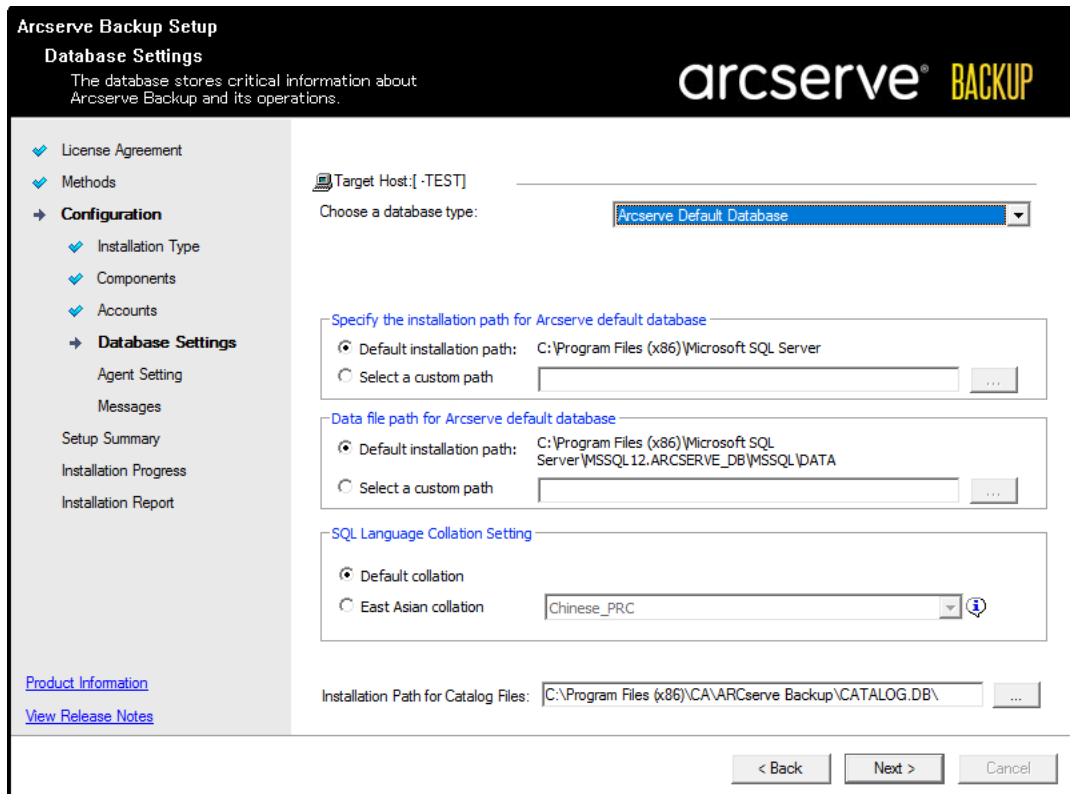 Arcserve Backup Setup
Database Settings
The database stores critical information about
Arcserve Backup and its operations.
arcserve® BACKUP
License Agreement
Methods
Configuration
Installation Type
Components
Accounts
Database Settings
Agent Setting
Messages
Setup Summary
Installation Progress
Installation Report
Product Information
View Release Notes
Target Host:[ -TEST]
Choose a database type: Arcserve Default Database
Specify the installation path for Arcserve default database
Default installation path: C:\Program Files (x86)\Microsoft SQL Server
Select a custom path ...
Data file path for Arcserve default database
Default installation path: C:\Program Files (x86)\Microsoft SQL
Server\MSSQL12.ARCSERVE_DB\MSSQL\DATA
Select a custom path ...
SQL Language Collation Setting
Default collation
East Asian collation Chinese_PRC
Installation Path for Catalog Files: C:\Program Files (x86)\CA\ARCserve Backup\CATALOG.DB\ ...
< Back Next > Cancel